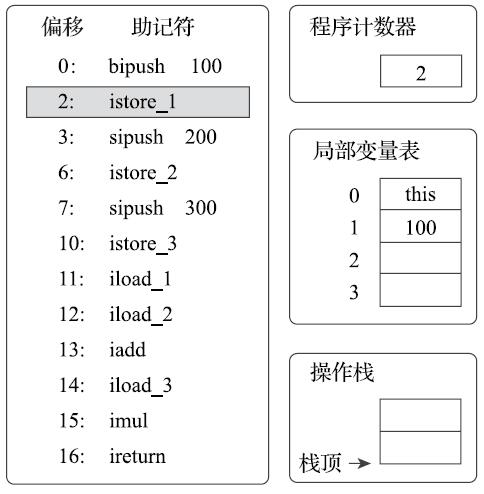 偏移 助记符
0: bipush 100
2: istore_1
3: sipush 200
6: istore_2
7: sipush 300
10: istore_3
11: iload_1
12: iload_2
13: iadd
14: iload_3
15: imul
16: ireturn
程序计数器
2
局部变量表
0 this
1 100
2
3
操作栈
栈顶